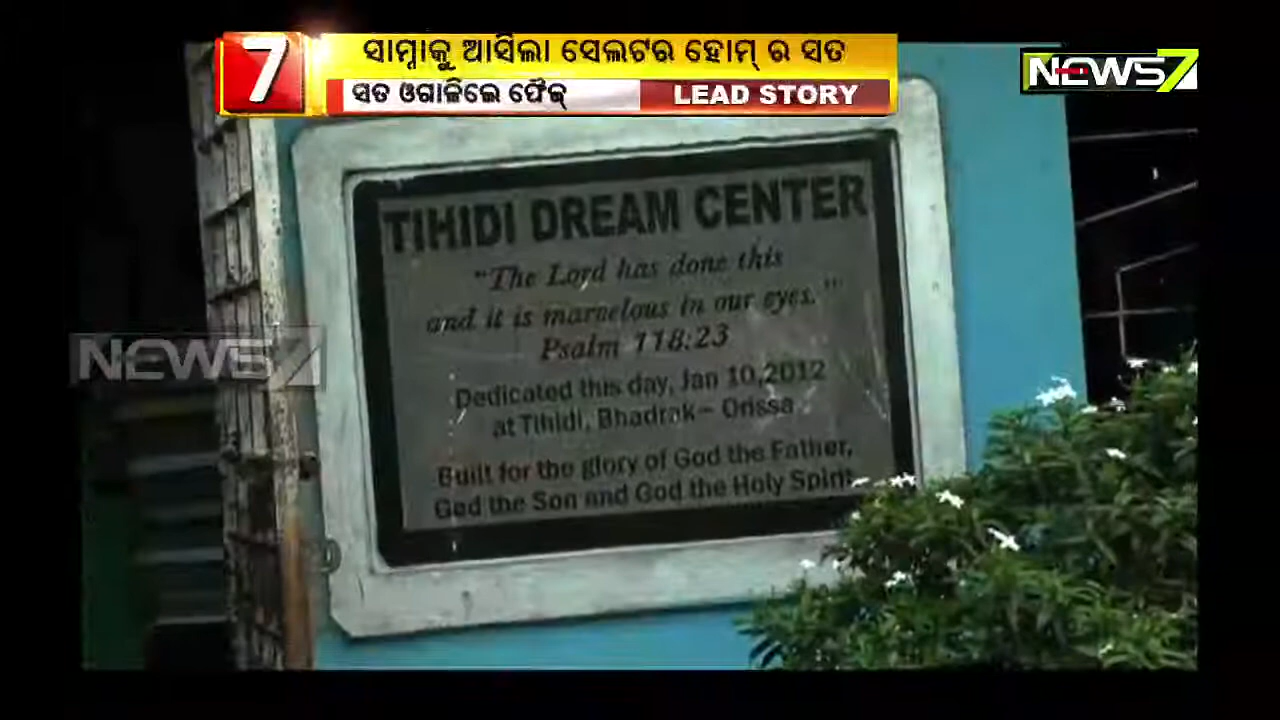 7
ସାମ୍ନାକୁ ଆସିଲା ସେଲଟର ହୋମ୍ ର ସତ
ସତ ଓଗାଳିଲେ ଫୈଜ୍
LEAD STORY
NEWS7
TIHIDI DREAM CENTER
"The Lord has done this
and it is marvelous in our eyes."
Psalm 118:23
NEWS7
Dedicated this day, Jan 10,2012
at Tihidi, Bhadrak– Orissa
Built for the glory of God the Father,
God the Son and God the Holy Spirit